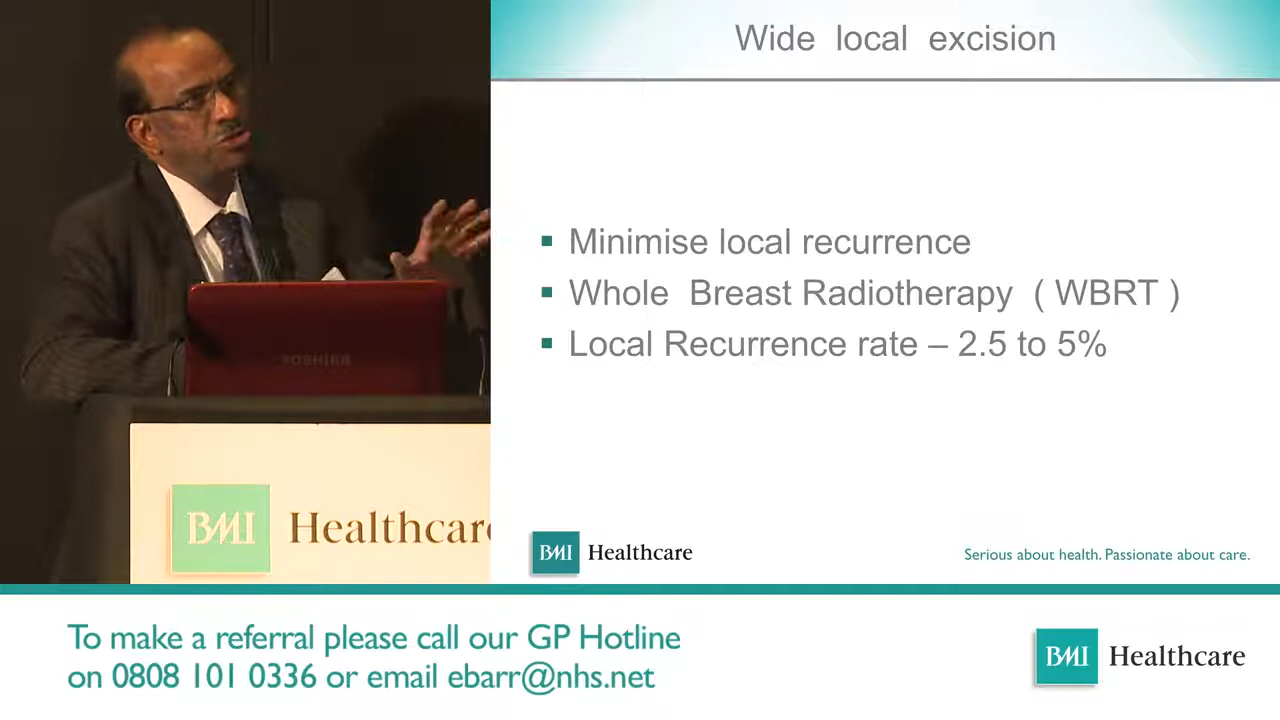 Wide local excision
Minimise local recurrence
Whole Breast Radiotherapy ( WBRT )
Local Recurrence rate – 2.5 to 5%
BMI Healthcare
Serious about health. Passionate about care.
TOSHIBA
BMI Healthcare
To make a referral please call our GP Hotline
on 0808 101 0336 or email ebarr@nhs.net
BMI Healthcare